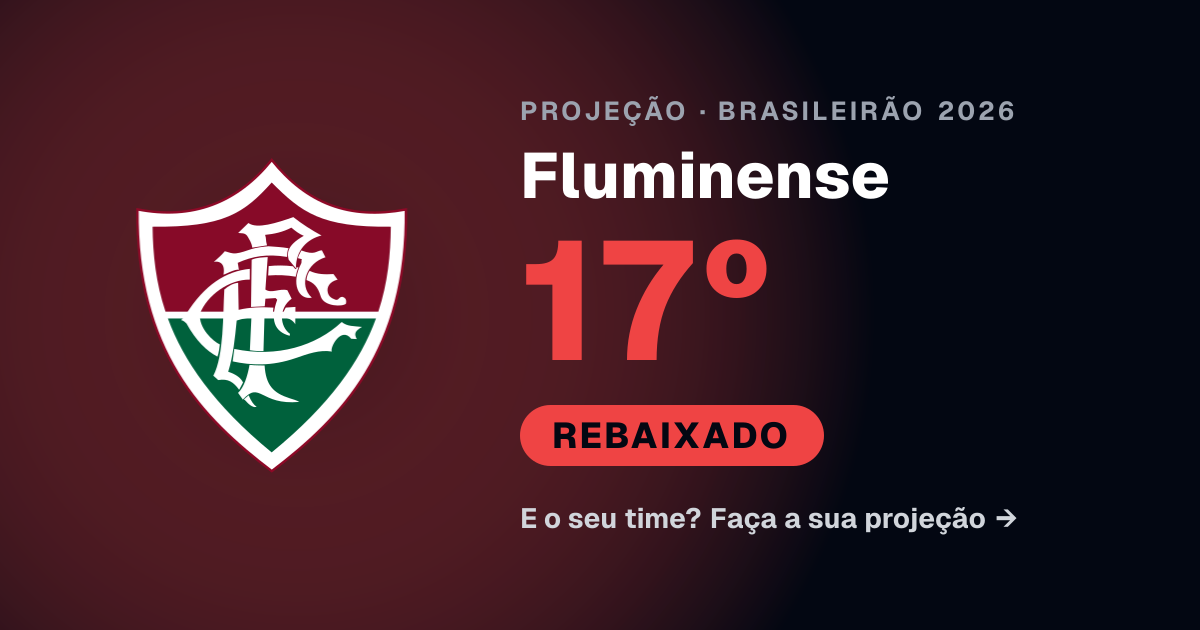 PROJEÇÃO · BRASILEIRÃO 2026
Fluminense
17º
REBAIXADO
E o seu time? Faça a sua projeção →